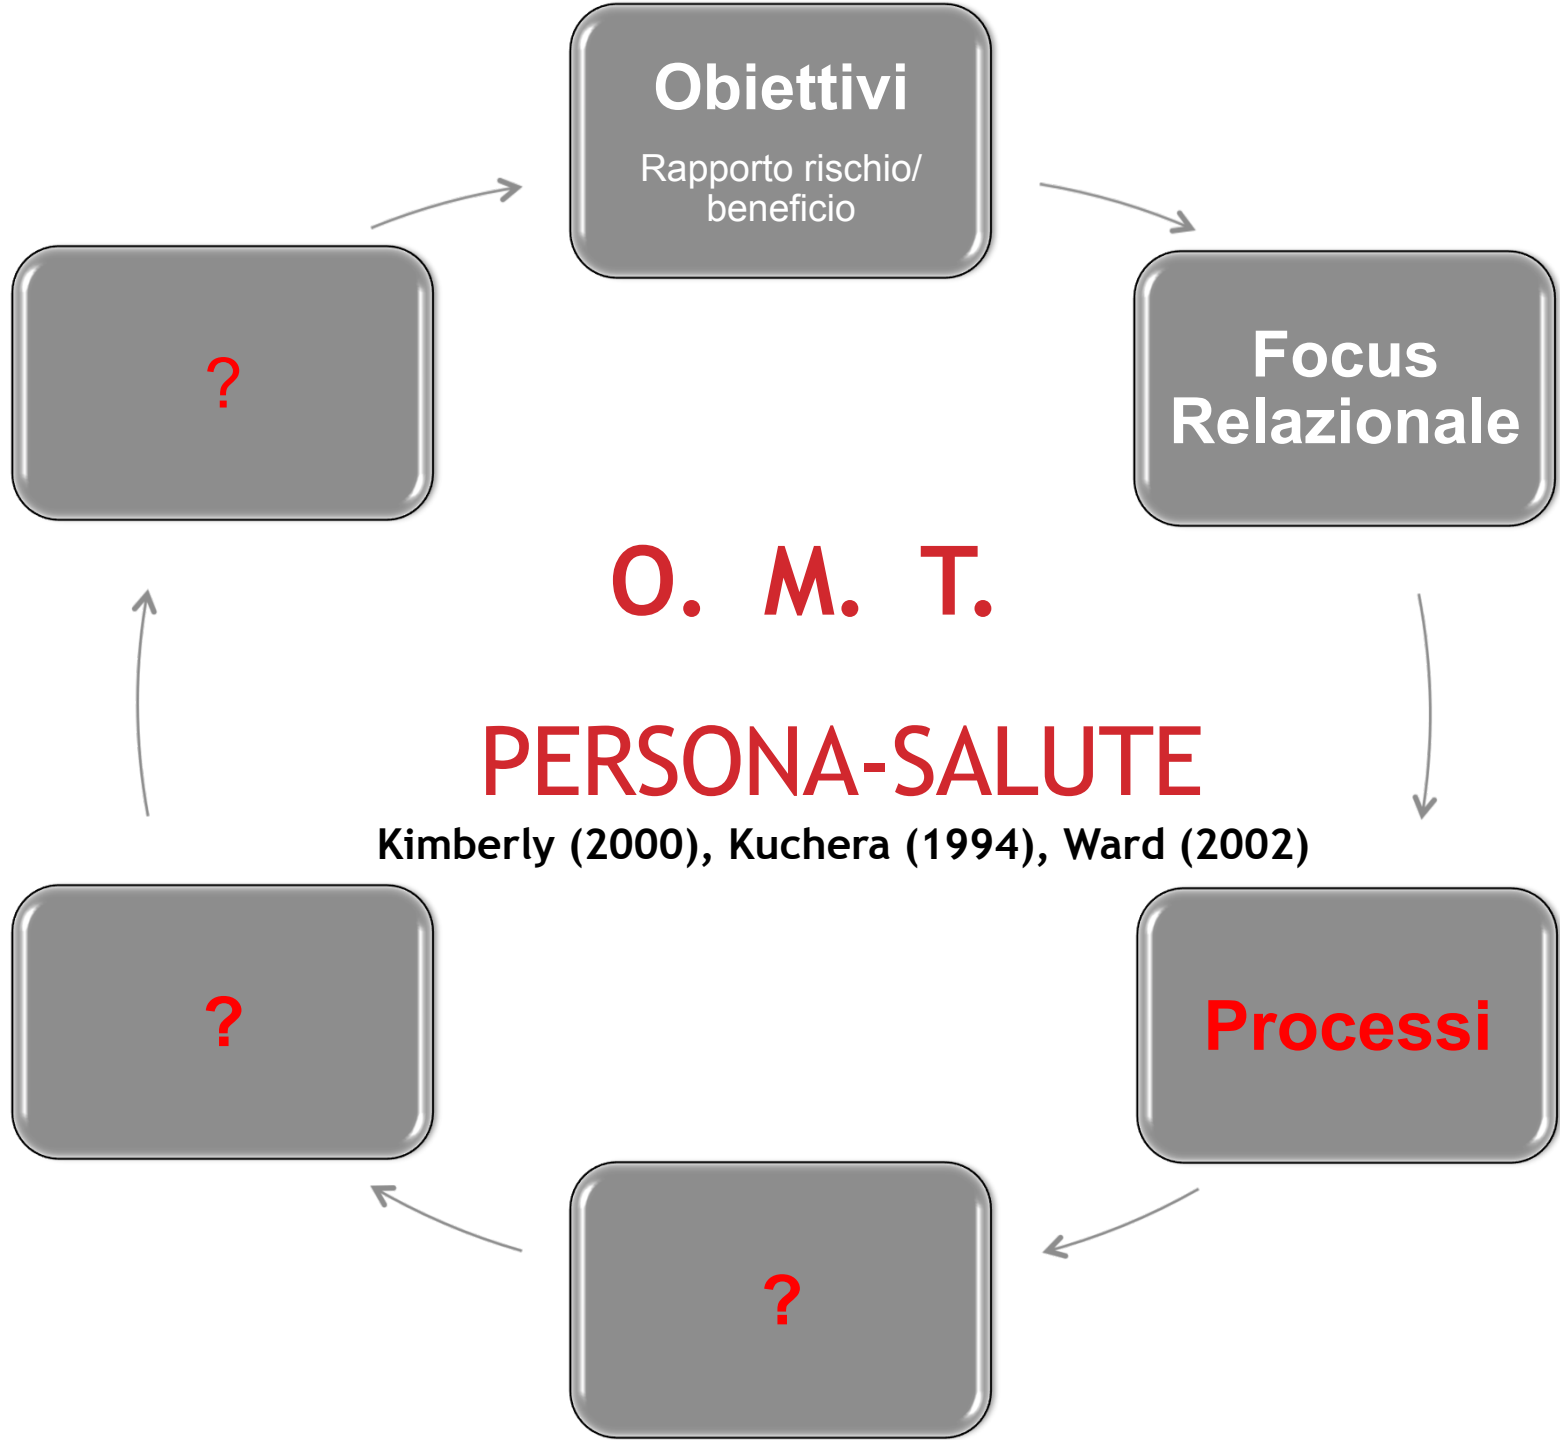 Obiettivi
Rapporto rischio/
beneficio
?
Focus
Relazionale
O. M. T.
PERSONA-SALUTE
Kimberly (2000), Kuchera (1994), Ward (2002)
?
Processi
?